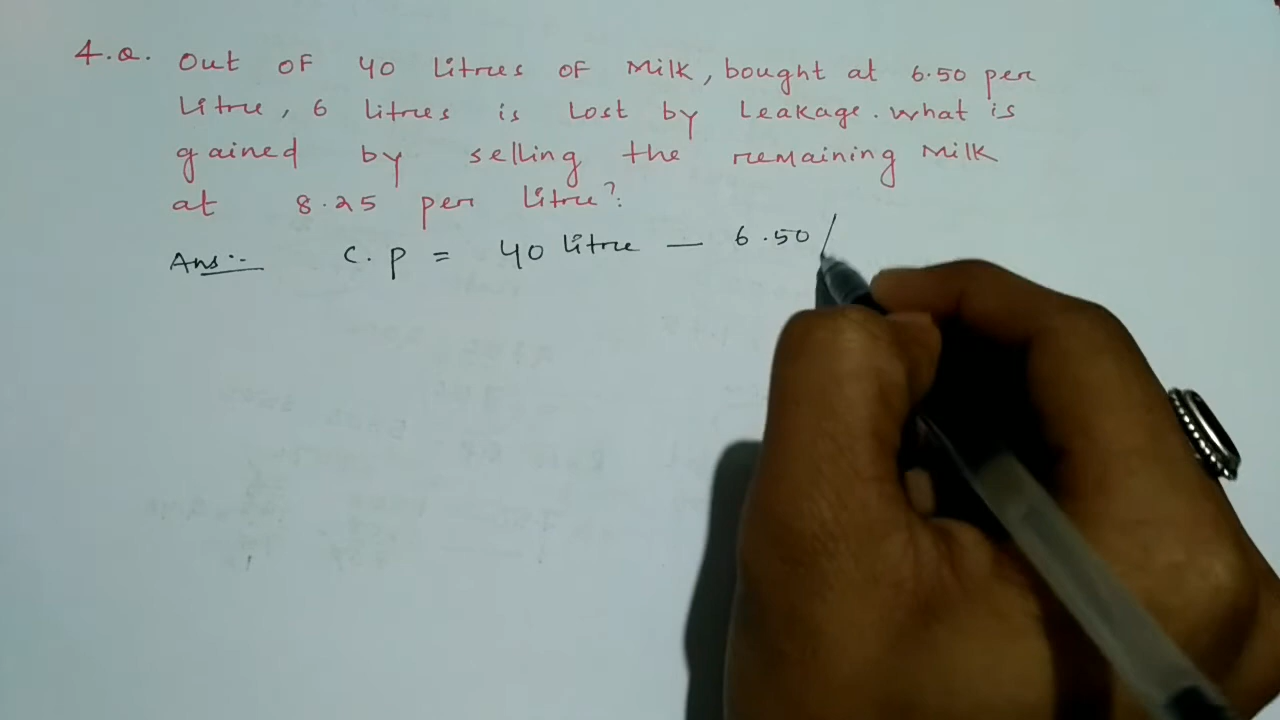 4.Q. Out OF 40 Litres OF Milk, bought at 6.50 per
Litre, 6 litres is Lost by Leakage. what is
gained by selling the remaining Milk
at 8.25 per Litre?
Ans:- C.P = 40 litre — 6.50/